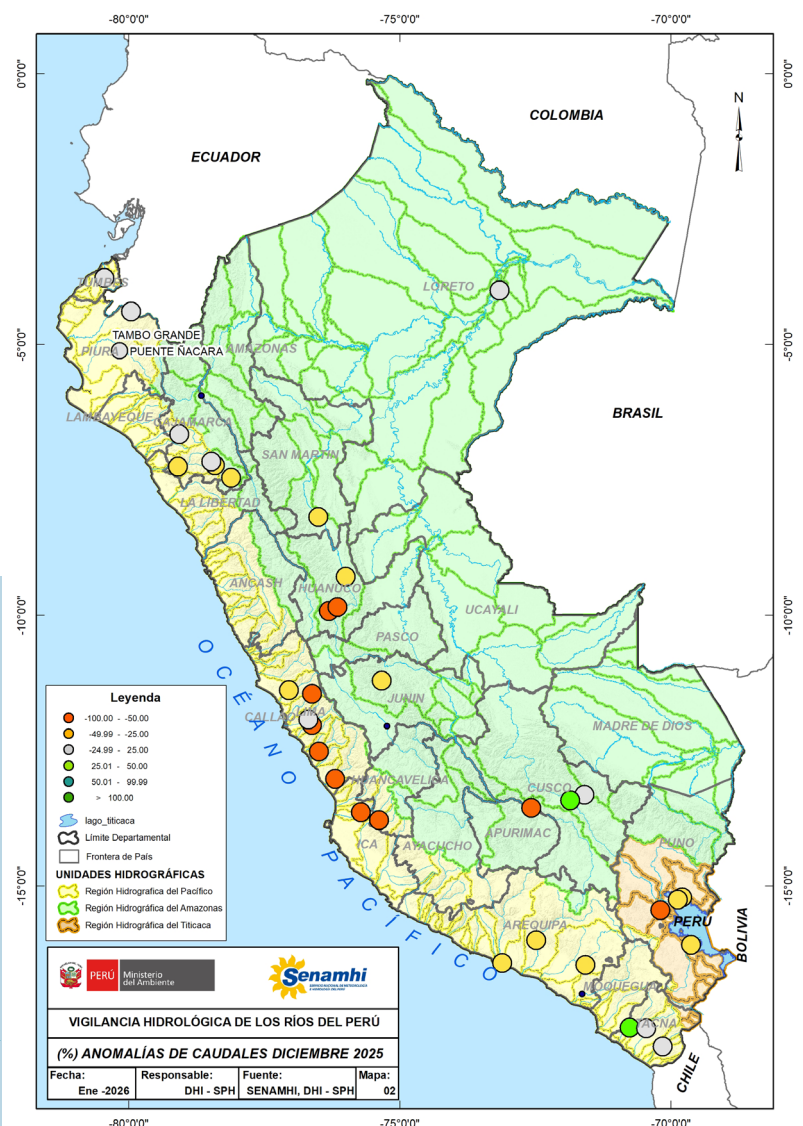 -80°0'0"
-75°0'0"
-70°0'0"
0°0'0"
0°0'0"
N
COLOMBIA
ECUADOR
TUMBES
LORETO
TAMBO GRANDE
PUENTE ÑACARA
PIURA
AMAZONAS
-5°0'0"
-5°0'0"
BRASIL
LAMBAYEQUE
CAJAMARCA
SAN MARTIN
LA LIBERTAD
ANCASH
HUANUCO
UCAYALI
-10°0'0"
-10°0'0"
PASCO
JUNIN
CALLAO
LIMA
MADRE DE DIOS
HUANCAVELICA
CUSCO
ICA
AYACUCHO
APURIMAC
PUNO
-15°0'0"
-15°0'0"
AREQUIPA
PERÚ
BOLIVIA
MOQUEGUA
TACNA
CHILE
OCÉANO
PACÍFICO
Leyenda
-100.00 - -50.00
-49.99 - -25.00
-24.99 - 25.00
25.01 - 50.00
50.01 - 99.99
> 100.00
lago_titicaca
Límite Departamental
Frontera de País
UNIDADES HIDROGRÁFICAS
Región Hidrografica del Pacífico
Región Hidrografica del Amazonas
Región Hidrografica del Titicaca
PERÚ
Ministerio
del Ambiente
Senamhi
VIGILANCIA HIDROLÓGICA DE LOS RÍOS DEL PERÚ
(%) ANOMALÍAS DE CAUDALES DICIEMBRE 2025
Fecha: Responsable: Fuente: Mapa:
Ene -2026 DHI - SPH SENAMHI, DHI - SPH 02
-80°0'0"
-75°0'0"
-70°0'0"